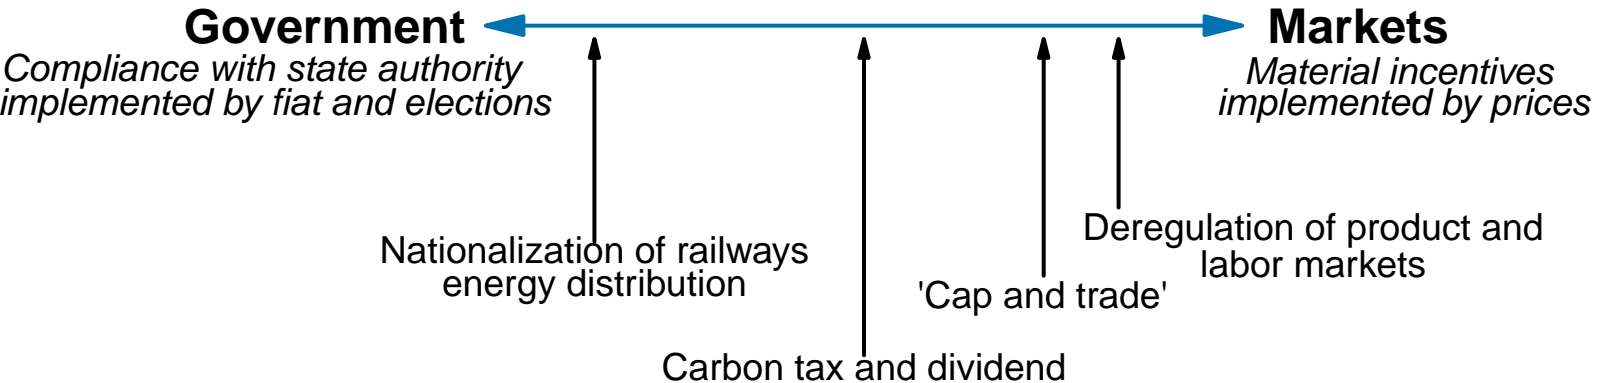 Government
Markets
Compliance with state authority
implemented by fiat and elections
Material incentives
implemented by prices
Nationalization of railways
energy distribution
Deregulation of product and
labor markets
'Cap and trade'
Carbon tax and dividend